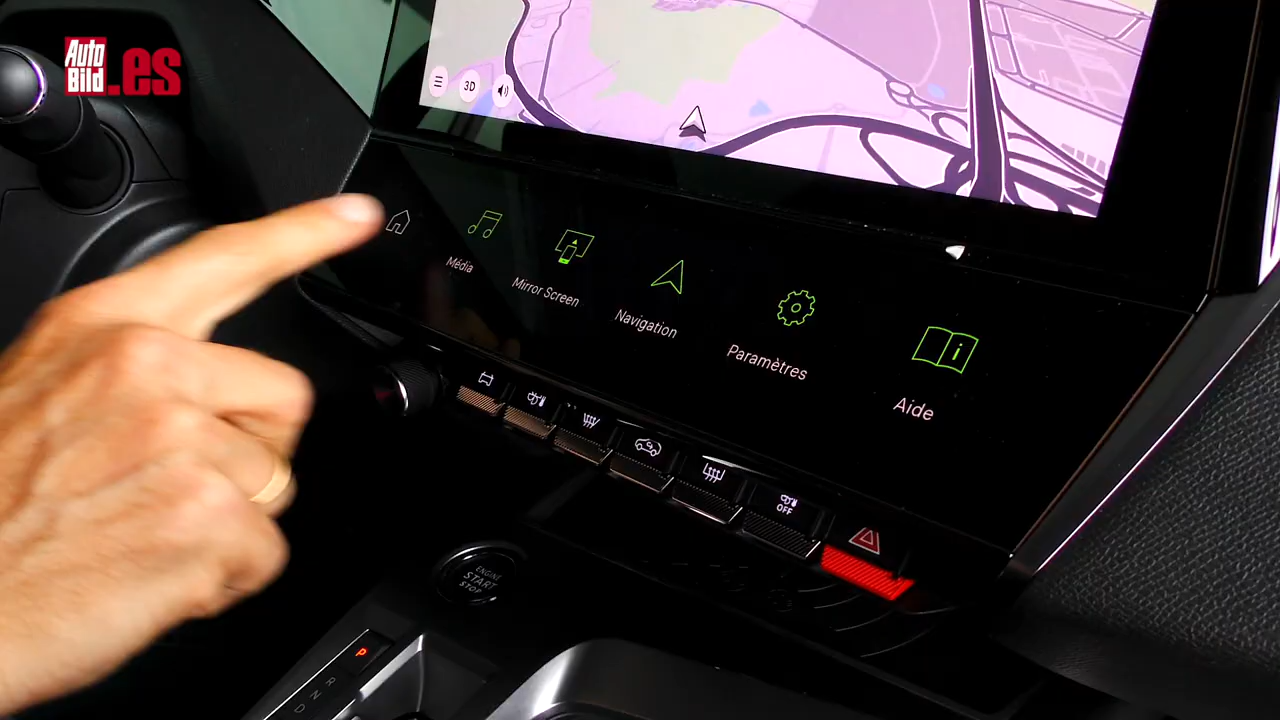 Auto
Bild
.es
3D
Média
Mirror Screen
Navigation
Paramètres
Aide
OFF
ENGINE
START
STOP
P
R
N
D